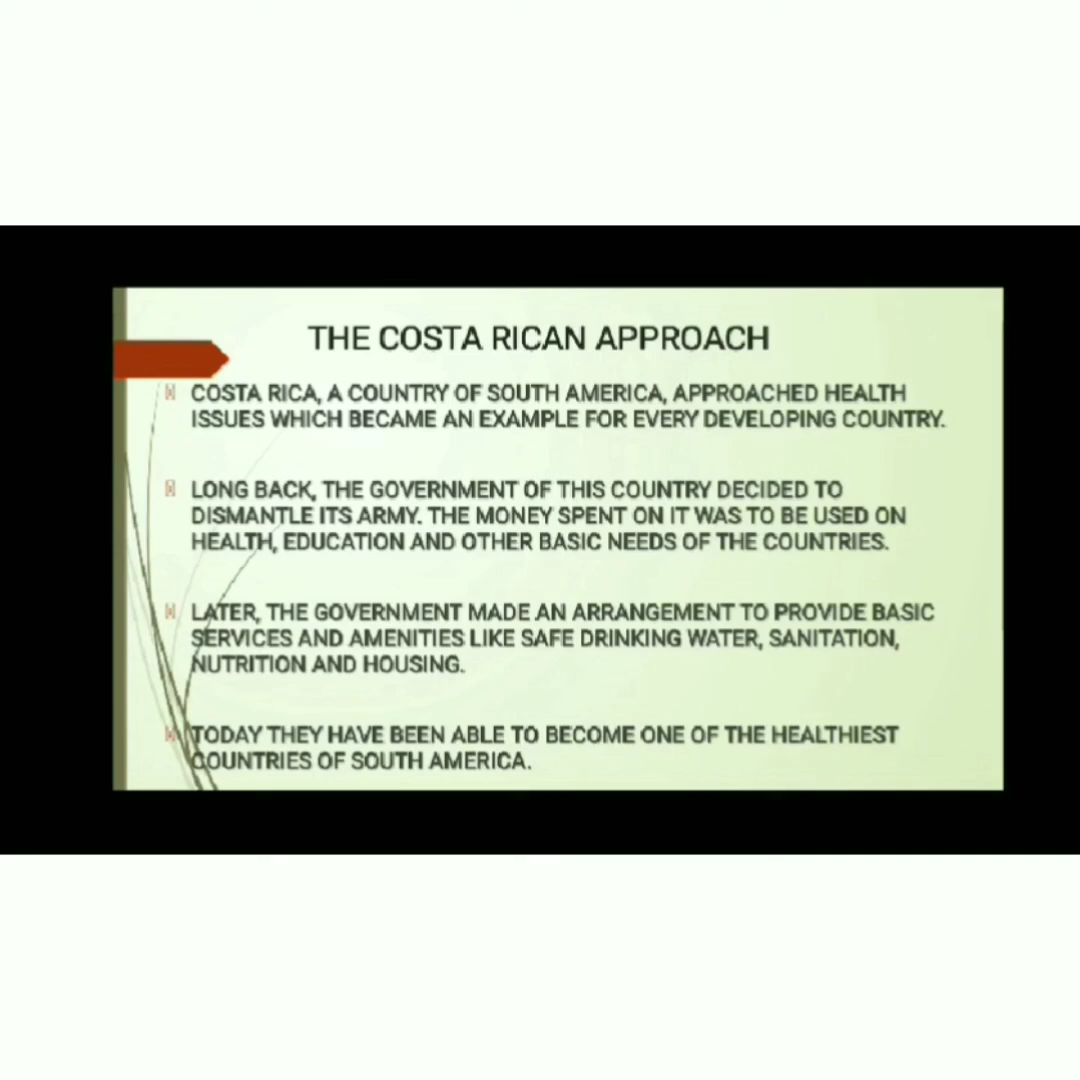 THE COSTA RICAN APPROACH
COSTA RICA, A COUNTRY OF SOUTH AMERICA, APPROACHED HEALTH
ISSUES WHICH BECAME AN EXAMPLE FOR EVERY DEVELOPING COUNTRY.
LONG BACK, THE GOVERNMENT OF THIS COUNTRY DECIDED TO
DISMANTLE ITS ARMY. THE MONEY SPENT ON IT WAS TO BE USED ON
HEALTH, EDUCATION AND OTHER BASIC NEEDS OF THE COUNTRIES.
LATER, THE GOVERNMENT MADE AN ARRANGEMENT TO PROVIDE BASIC
SERVICES AND AMENITIES LIKE SAFE DRINKING WATER, SANITATION,
NUTRITION AND HOUSING.
TODAY THEY HAVE BEEN ABLE TO BECOME ONE OF THE HEALTHIEST
COUNTRIES OF SOUTH AMERICA.